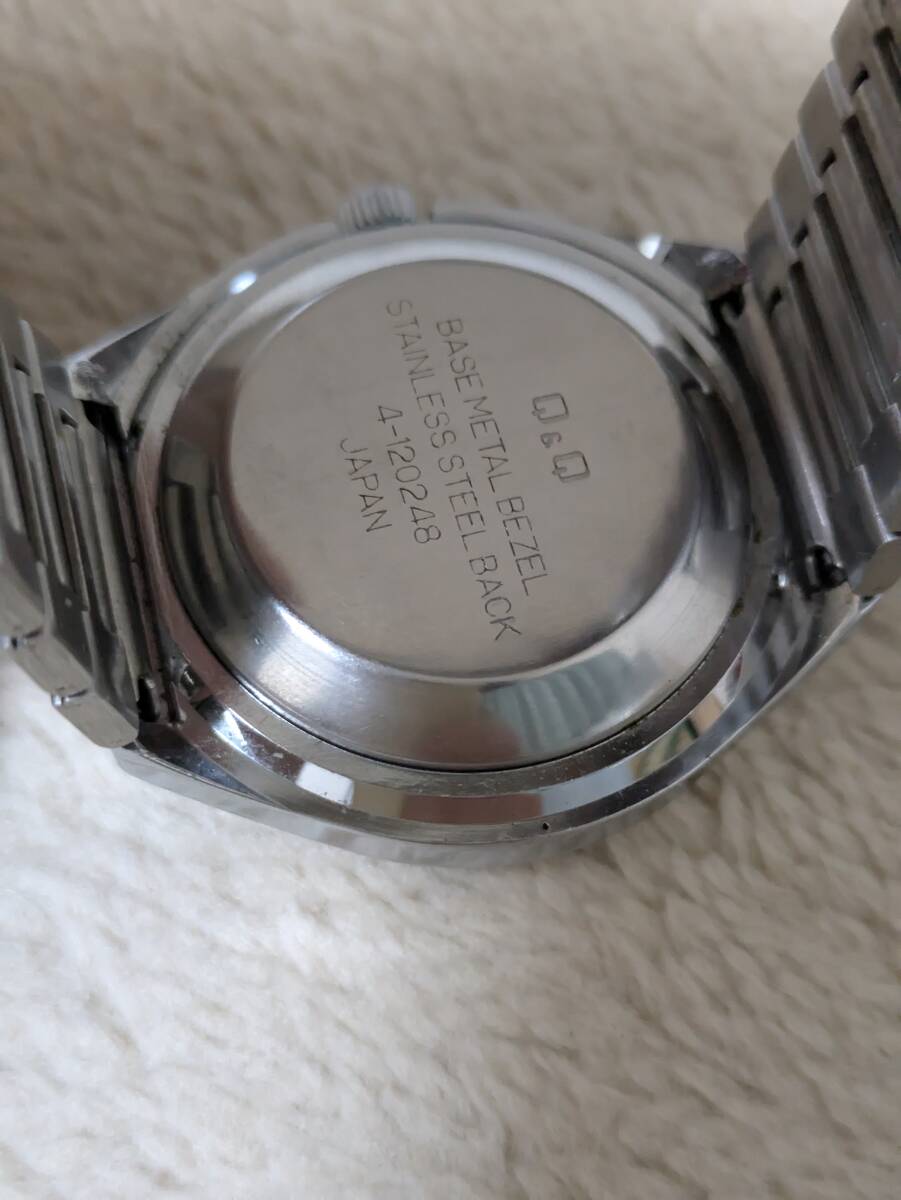 Q&Q
BASE METAL BEZEL
STAINLESS STEEL BACK
4-120248
JAPAN